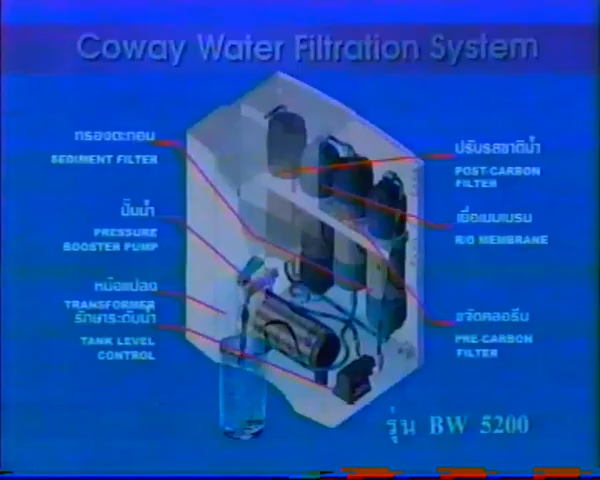 Coway Water Filtration System
กรองตะกอน
SEDIMENT FILTER
ปั๊มน้ำ
PRESSURE
BOOSTER PUMP
หม้อแปลง
TRANSFORMER
รักษาระดับน้ำ
TANK LEVEL
CONTROL
ปรับรสชาติน้ำ
POST-CARBON
FILTER
เยื่อเมมเบรน
R/O MEMBRANE
ขจัดคลอรีน
PRE-CARBON
FILTER
รุ่น BW 5200